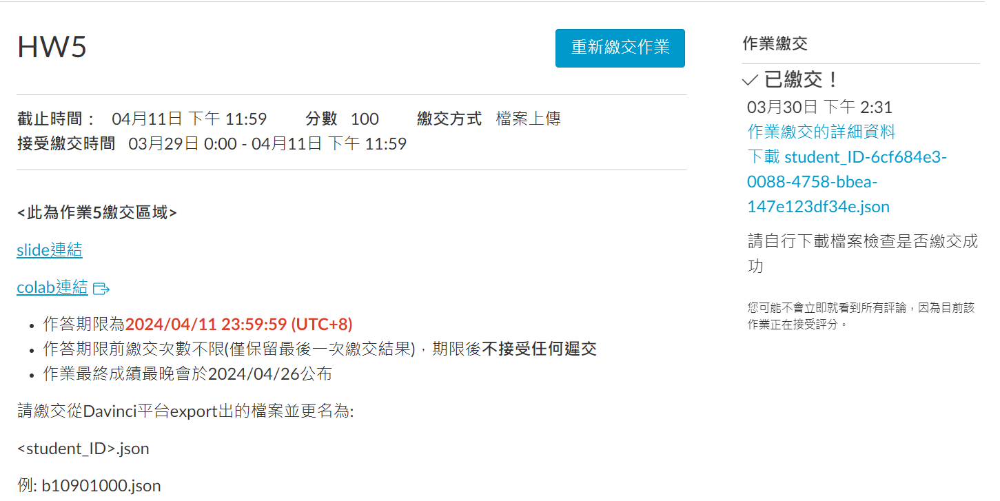 HW5
重新繳交作業
截止時間： 04月11日 下午 11:59 分數 100 繳交方式 檔案上傳
接受繳交時間 03月29日 0:00 - 04月11日 下午 11:59
<此為作業5繳交區域>
slide連結
colab連結
作答期限為2024/04/11 23:59:59 (UTC+8)
作答期限前繳交次數不限(僅保留最後一次繳交結果)，期限後不接受任何遲交
作業最終成績最晚會於2024/04/26公布
請繳交從Davinci平台export出的檔案並更名為:
<student_ID>.json
例: b10901000.json
作業繳交
已繳交！
03月30日 下午 2:31
作業繳交的詳細資料
下載 student_ID-6cf684e3-
0088-4758-bbea-
147e123df34e.json
請自行下載檔案檢查是否繳交成
功
您可能不會立即就看到所有評論，因為目前該
作業正在接受評分。